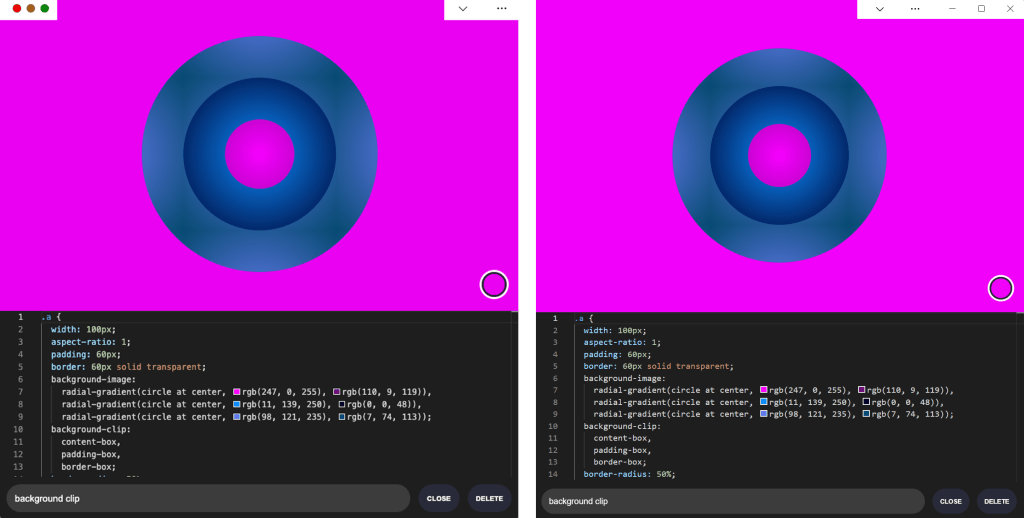 1 .a {
2 width: 100px;
3 aspect-ratio: 1;
4 padding: 60px;
5 border: 60px solid transparent;
6 background-image:
7 radial-gradient(circle at center, rgb(247, 0, 255), rgb(110, 9, 119)),
8 radial-gradient(circle at center, rgb(11, 139, 250), rgb(0, 0, 48)),
9 radial-gradient(circle at center, rgb(98, 121, 235), rgb(7, 74, 113));
10 background-clip:
11 content-box,
12 padding-box,
13 border-box;
background clip CLOSE DELETE
1 .a {
2 width: 100px;
3 aspect-ratio: 1;
4 padding: 60px;
5 border: 60px solid transparent;
6 background-image:
7 radial-gradient(circle at center, rgb(247, 0, 255), rgb(110, 9, 119)),
8 radial-gradient(circle at center, rgb(11, 139, 250), rgb(0, 0, 48)),
9 radial-gradient(circle at center, rgb(98, 121, 235), rgb(7, 74, 113));
10 background-clip:
11 content-box,
12 padding-box,
13 border-box;
14 border-radius: 50%;
background clip CLOSE DELETE